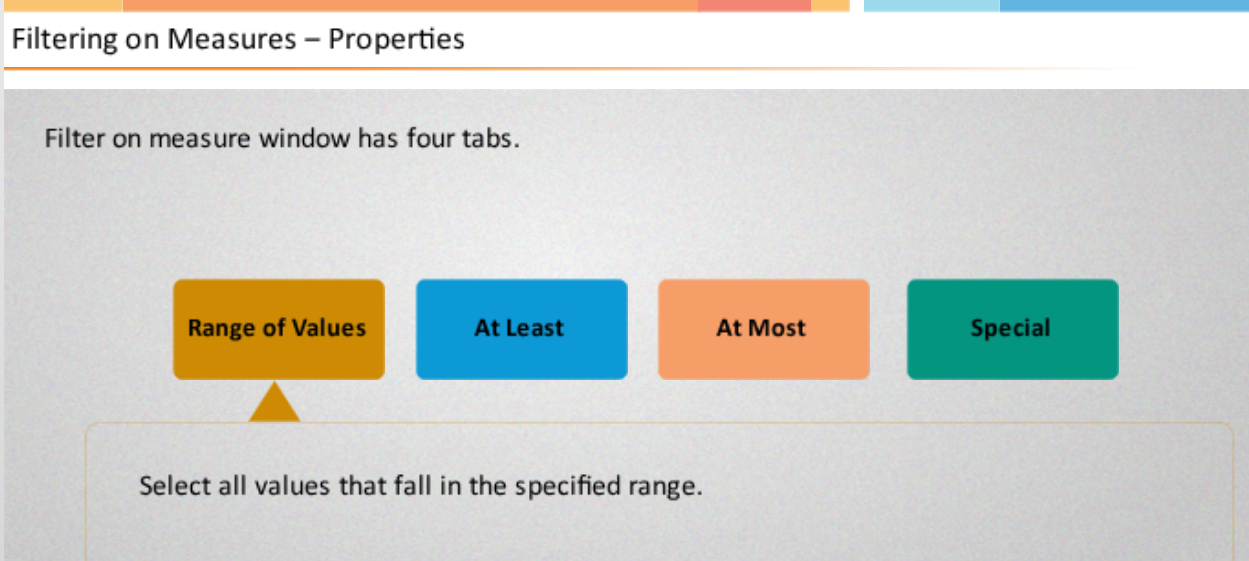 Filtering on Measures – Properties
Filter on measure window has four tabs.
Range of Values
At Least
At Most
Special
Select all values that fall in the specified range.